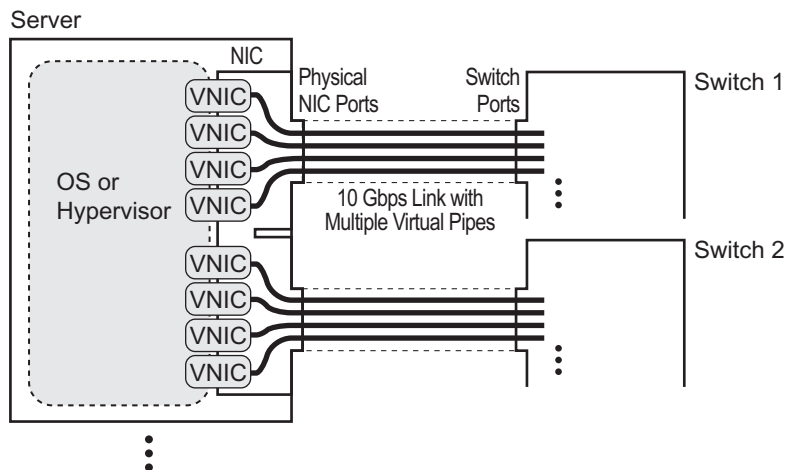 Server
NIC
Physical
NIC Ports
Switch
Ports
Switch 1
VNIC
VNIC
VNIC
VNIC
OS or
Hypervisor
10 Gbps Link with
Multiple Virtual Pipes
Switch 2
VNIC
VNIC
VNIC
VNIC